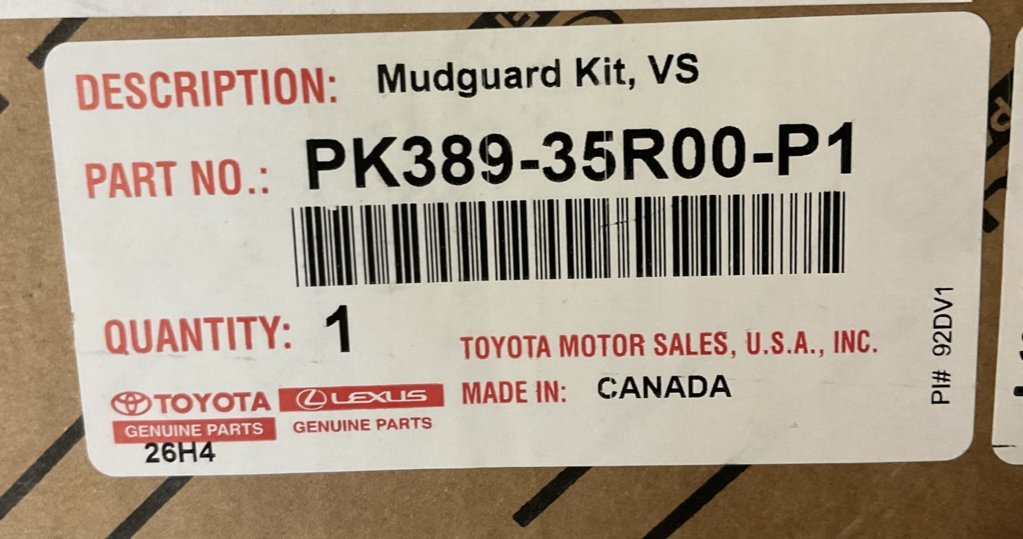 DESCRIPTION: Mudguard Kit, VS
PART NO.: PK389-35R00-P1
QUANTITY: 1
TOYOTA MOTOR SALES, U.S.A., INC.
MADE IN: CANADA
TOYOTA
GENUINE PARTS
LEXUS
GENUINE PARTS
26H4
PI# 92DV1